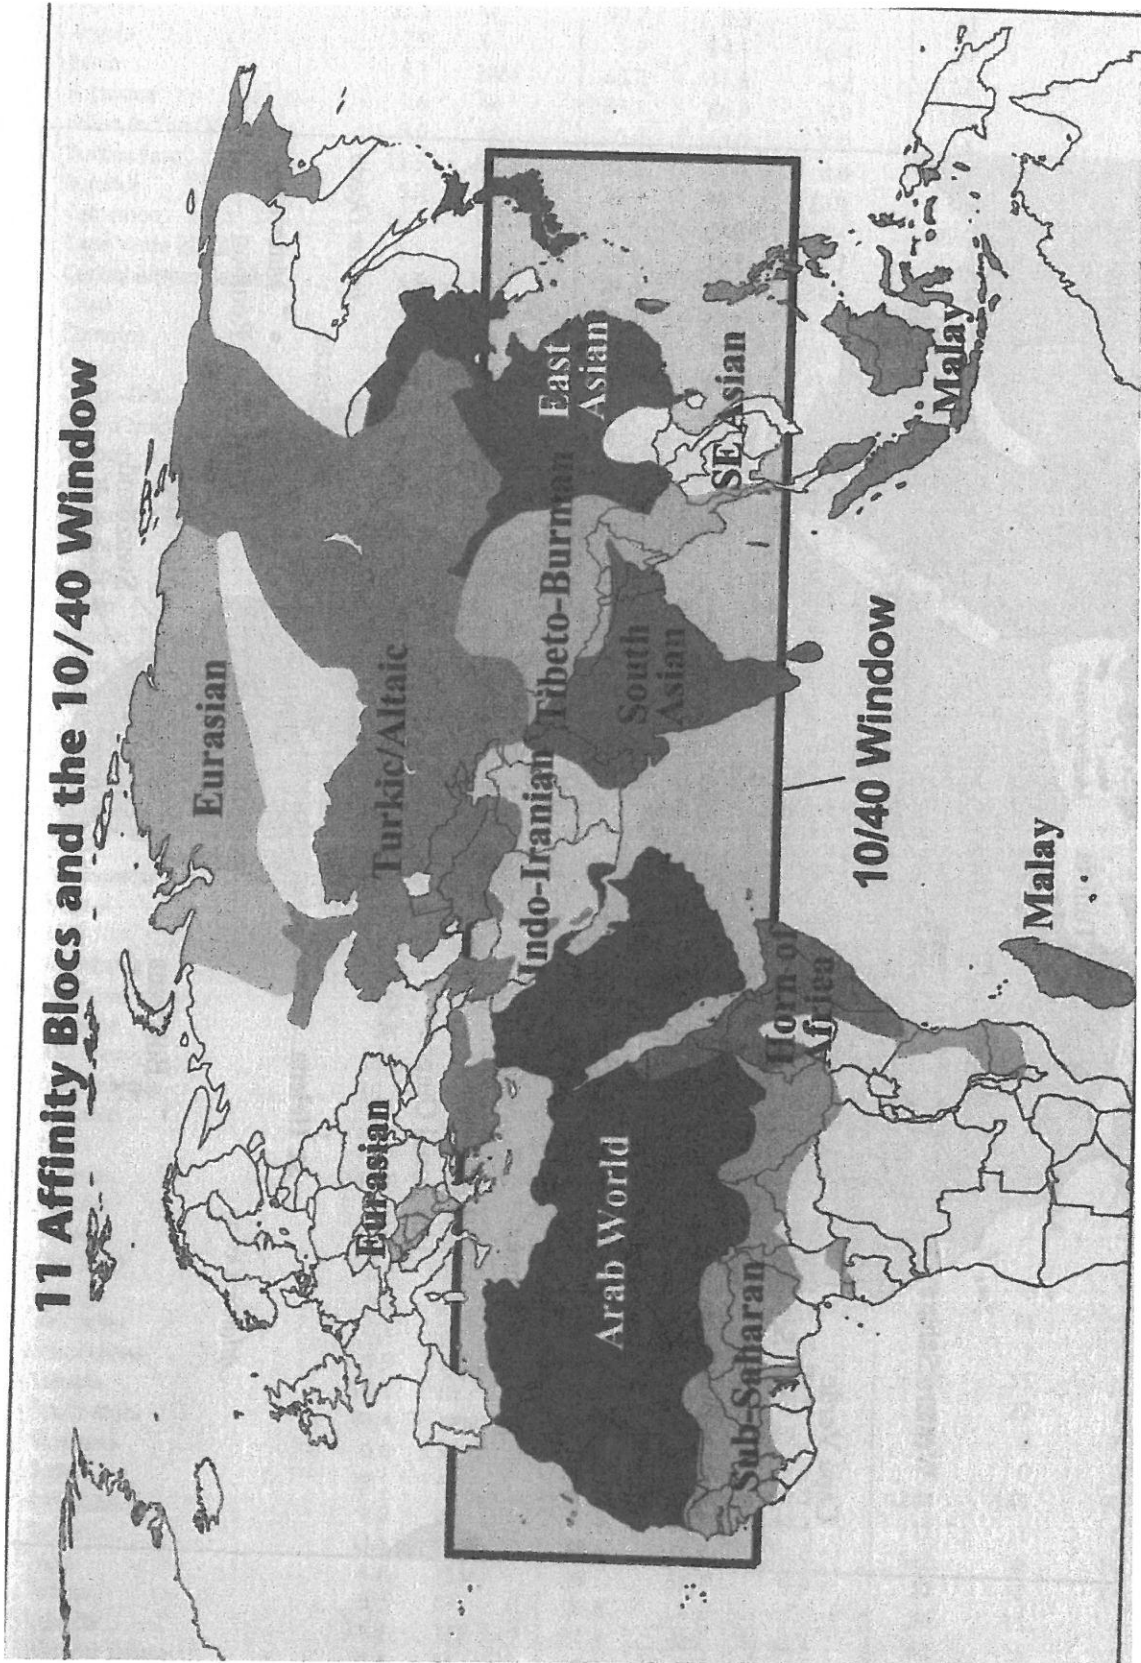 11 Affinity Blocs and the 10/40 Window
Eurasian
Eurasian
Turkic/Altaic
East
Asian
Indo-Iranian
Tibeto-Burman
Arab World
South
Asian
SE Asian
Sub-Saharan
Horn of
Africa
Malay
10/40 Window
Malay